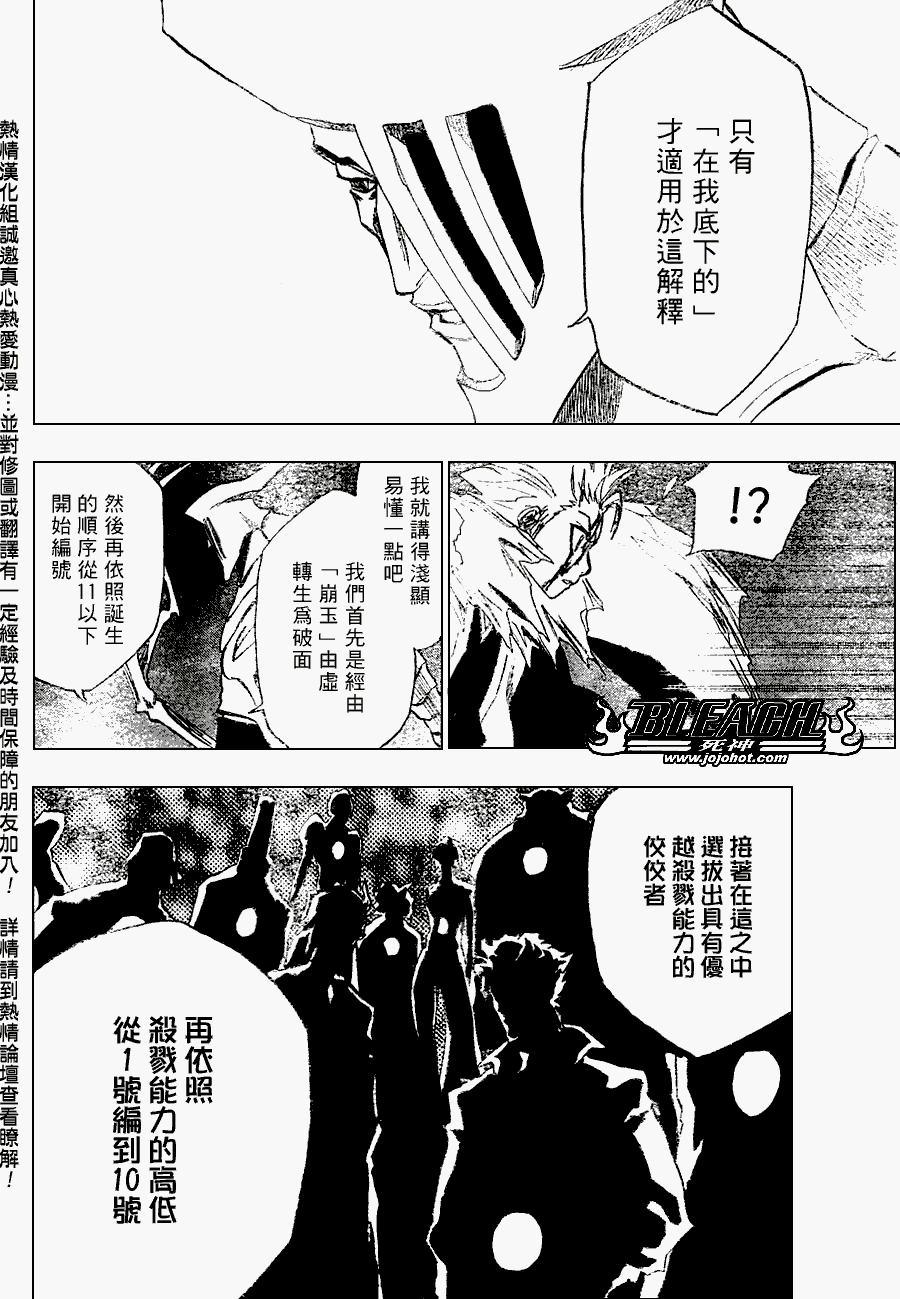 只有
「在我底下的」
才適用於這解釋
!?
我就講得淺顯
易懂一點吧
我們首先是經由
「崩玉」由虛
轉生爲破面
然後再依照誕生
的順序從11以下
開始編號
BLEACH
死神
www.jojohot.com
接著在這之中
選拔出具有優
越殺戮能力的
佼佼者
再依照
殺戮能力的高低
從1號編到10號
熱情漢化組誠邀真心熱愛動漫…並對修圖或翻譯有一定經驗及時間保障的朋友加入！ 詳情請到熱情論壇查看瞭解！